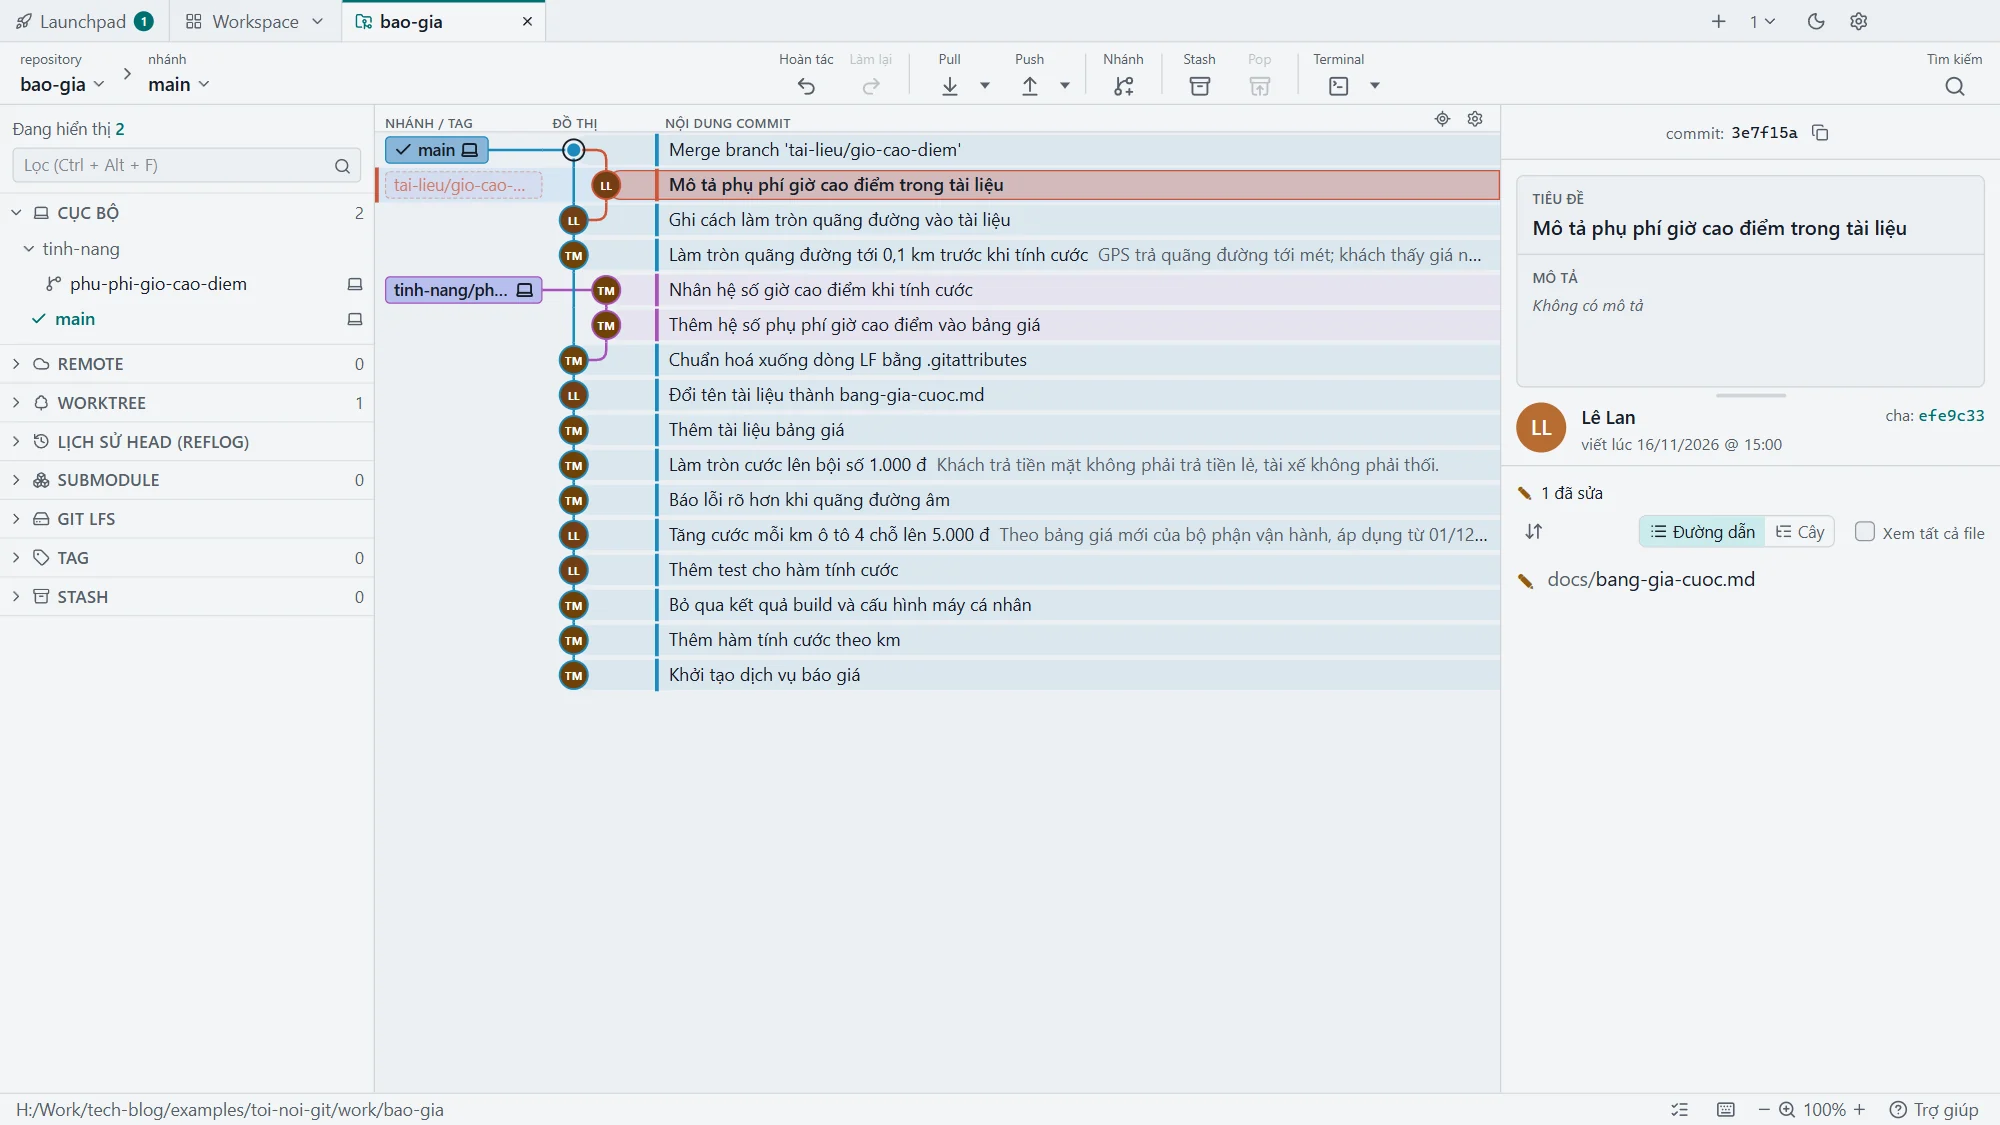 Launchpad 1
Workspace
bao-gia
1
repository
bao-gia
nhánh
main
Hoàn tác
Làm lại
Pull
Push
Nhánh
Stash
Pop
Terminal
Tìm kiếm
Đang hiển thị 2
Lọc (Ctrl + Alt + F)
CỤC BỘ 2
tinh-nang
phu-phi-gio-cao-diem
main
REMOTE 0
WORKTREE 1
LỊCH SỬ HEAD (REFLOG)
SUBMODULE 0
GIT LFS
TAG 0
STASH 0
NHÁNH / TAG ĐỒ THỊ NỘI DUNG COMMIT
main Merge branch 'tai-lieu/gio-cao-diem'
tai-lieu/gio-cao-... LL Mô tả phụ phí giờ cao điểm trong tài liệu
LL Ghi cách làm tròn quãng đường vào tài liệu
TM Làm tròn quãng đường tới 0,1 km trước khi tính cước GPS trả quãng đường tới mét; khách thấy giá n...
tinh-nang/ph... TM Nhân hệ số giờ cao điểm khi tính cước
TM Thêm hệ số phụ phí giờ cao điểm vào bảng giá
TM Chuẩn hoá xuống dòng LF bằng .gitattributes
LL Đổi tên tài liệu thành bang-gia-cuoc.md
TM Thêm tài liệu bảng giá
TM Làm tròn cước lên bội số 1.000 đ Khách trả tiền mặt không phải trả tiền lẻ, tài xế không phải thối.
TM Báo lỗi rõ hơn khi quãng đường âm
LL Tăng cước mỗi km ô tô 4 chỗ lên 5.000 đ Theo bảng giá mới của bộ phận vận hành, áp dụng từ 01/12...
LL Thêm test cho hàm tính cước
TM Bỏ qua kết quả build và cấu hình máy cá nhân
TM Thêm hàm tính cước theo km
TM Khởi tạo dịch vụ báo giá
commit: 3e7f15a
TIÊU ĐỀ
Mô tả phụ phí giờ cao điểm trong tài liệu
MÔ TẢ
Không có mô tả
LL
Lê Lan
viết lúc 16/11/2026 @ 15:00
cha: efe9c33
1 đã sửa
Đường dẫn
Cây
Xem tất cả file
docs/bang-gia-cuoc.md
H:/Work/tech-blog/examples/toi-noi-git/work/bao-gia
100%
Trợ giúp